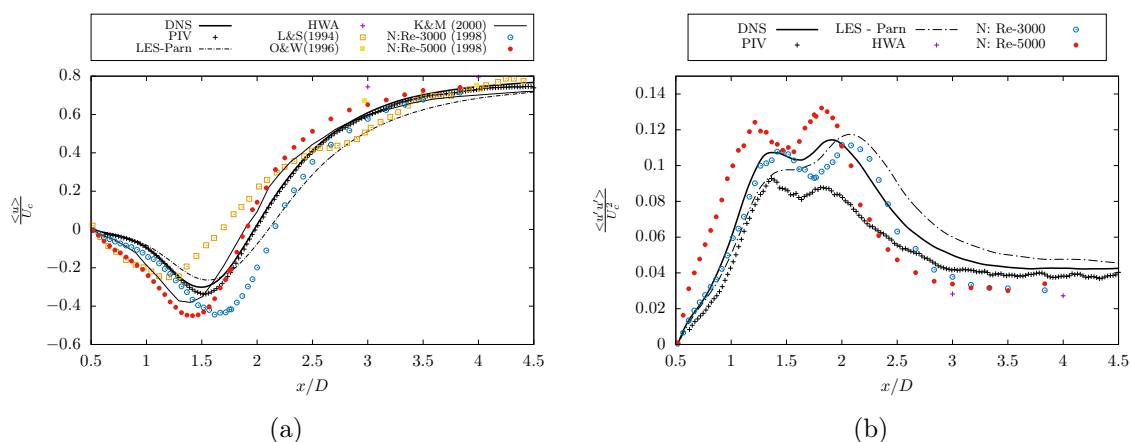 DNS HWA K&M (2000)
PIV L&S(1994) N:Re-3000 (1998)
LES-Parn O&W(1996) N:Re-5000 (1998)
0.8
0.6
0.4
0.2
0
−0.2
−0.4
−0.6
<u>
U_c
0.5 1 1.5 2 2.5 3 3.5 4 4.5
x/D
(a)
DNS LES - Parn N: Re-3000
PIV HWA N: Re-5000
0.14
0.12
0.1
0.08
0.06
0.04
0.02
0
<u'u'>
U_c^2
0.5 1 1.5 2 2.5 3 3.5 4 4.5
x/D
(b)